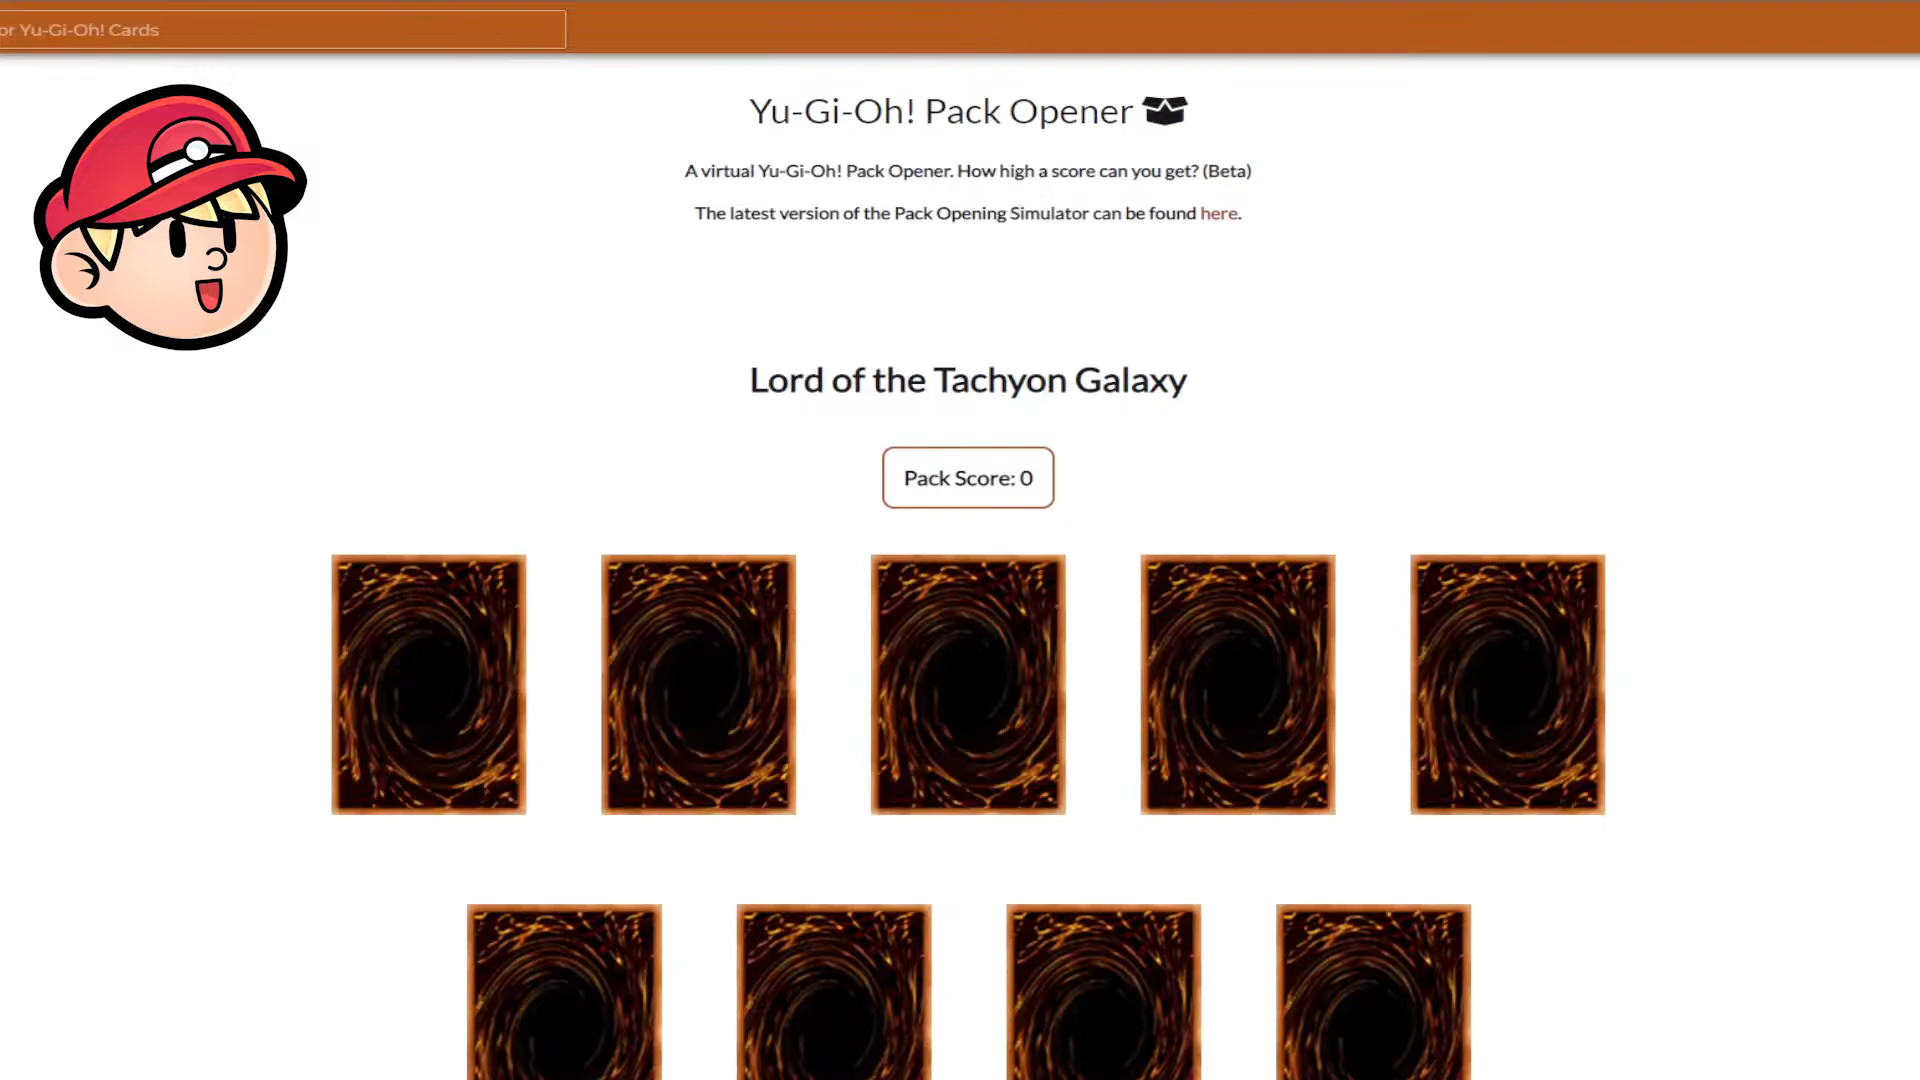 or Yu-Gi-Oh! Cards
Yu-Gi-Oh! Pack Opener
A virtual Yu-Gi-Oh! Pack Opener. How high a score can you get? (Beta)
The latest version of the Pack Opening Simulator can be found here.
Lord of the Tachyon Galaxy
Pack Score: 0